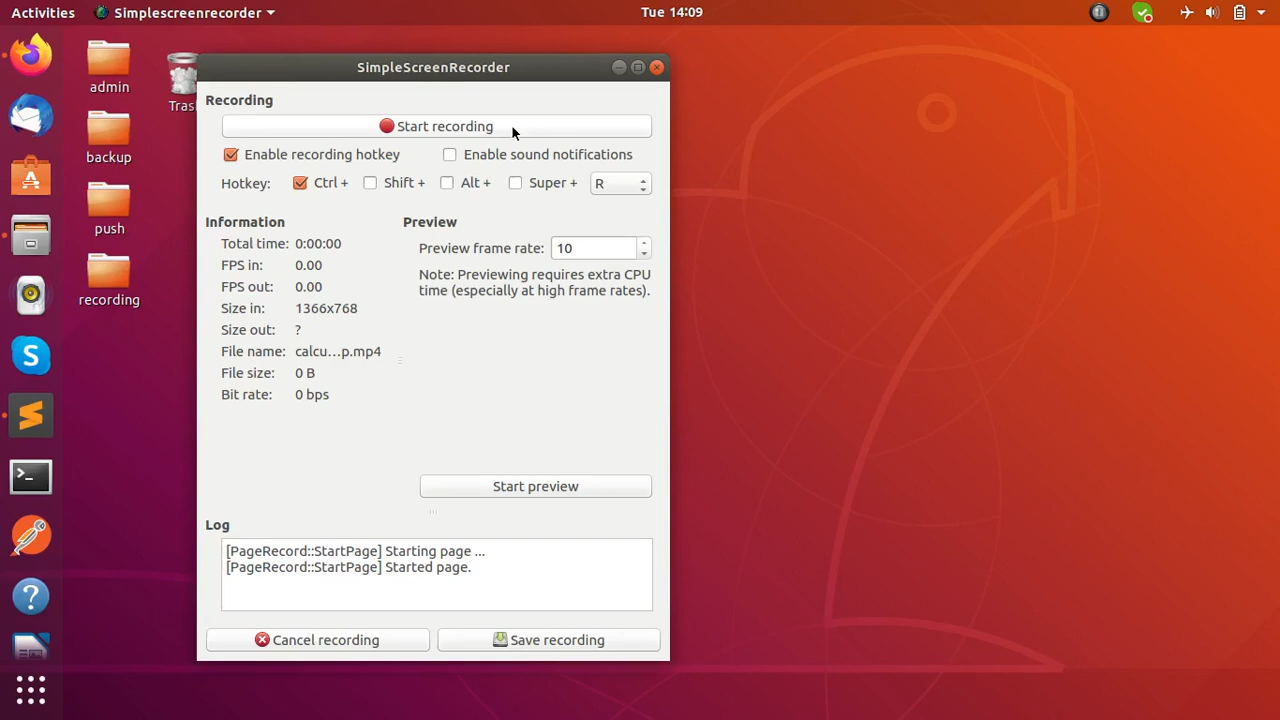 Activities
Simplescreenrecorder
Tue 14:09
admin
backup
push
recording
SimpleScreenRecorder
Recording
Start recording
Enable recording hotkey
Enable sound notifications
Hotkey:
Ctrl +
Shift +
Alt +
Super +
R
Information
Total time: 0:00:00
FPS in: 0.00
FPS out: 0.00
Size in: 1366x768
Size out: ?
File name: calcu...p.mp4
File size: 0 B
Bit rate: 0 bps
Preview
Preview frame rate: 10
Note: Previewing requires extra CPU
time (especially at high frame rates).
Start preview
Log
[PageRecord::StartPage] Starting page ...
[PageRecord::StartPage] Started page.
Cancel recording
Save recording